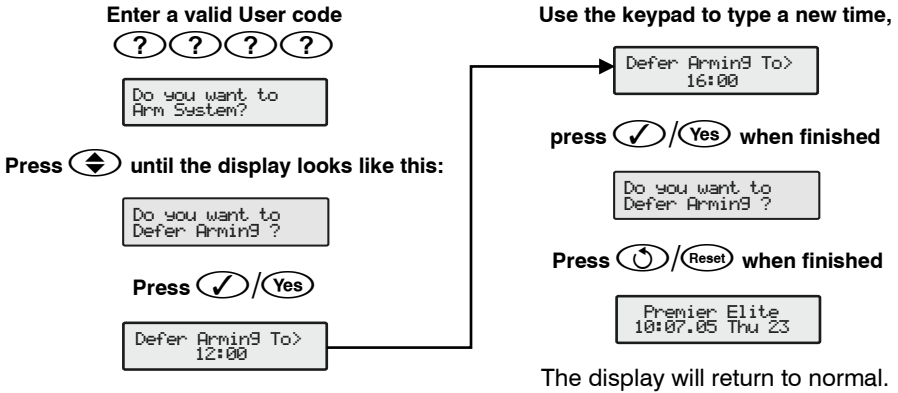 Enter a valid User code
? ? ? ?
Do you want to
Arm System?
Press until the display looks like this:
Do you want to
Defer Arming ?
Press ✓/Yes
Defer Arming To>
12:00
Use the keypad to type a new time,
Defer Arming To>
16:00
press ✓/Yes when finished
Do you want to
Defer Arming ?
Press /Reset when finished
Premier Elite
10:07.05 Thu 23
The display will return to normal.